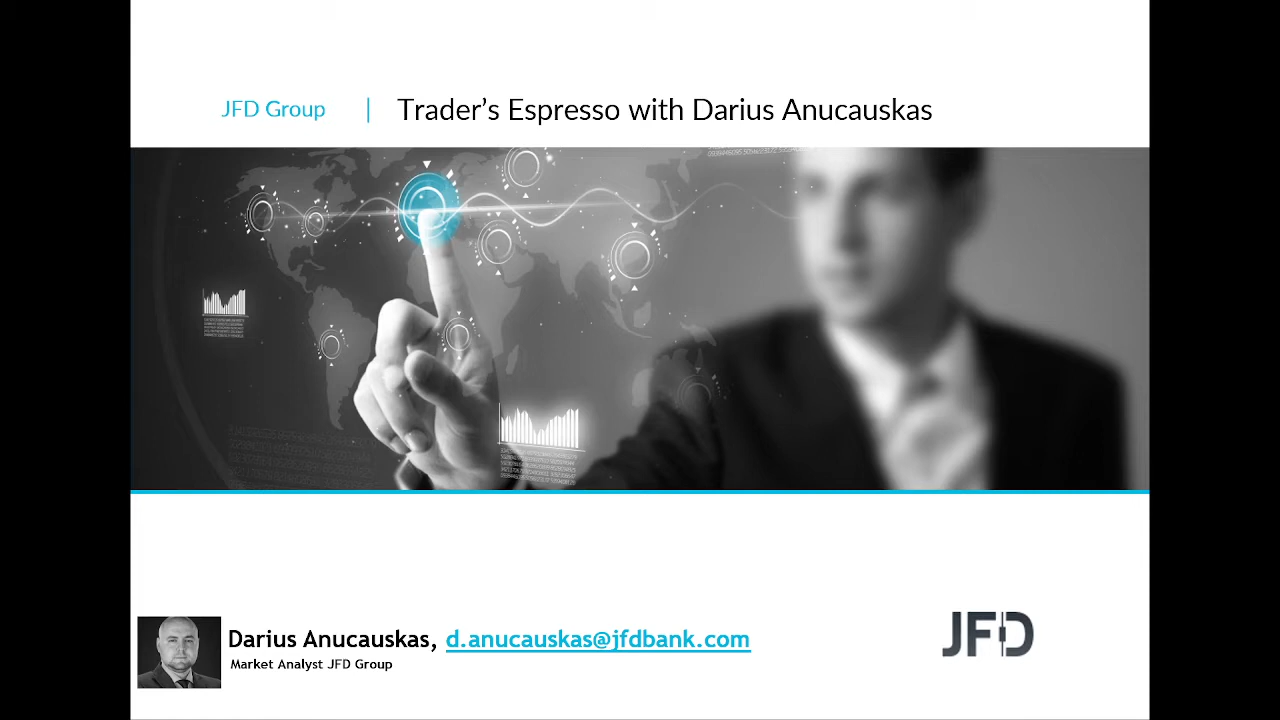 JFD Group | Trader’s Espresso with Darius Anucauskas
Darius Anucauskas, d.anucauskas@jfdbank.com
Market Analyst JFD Group
JFD